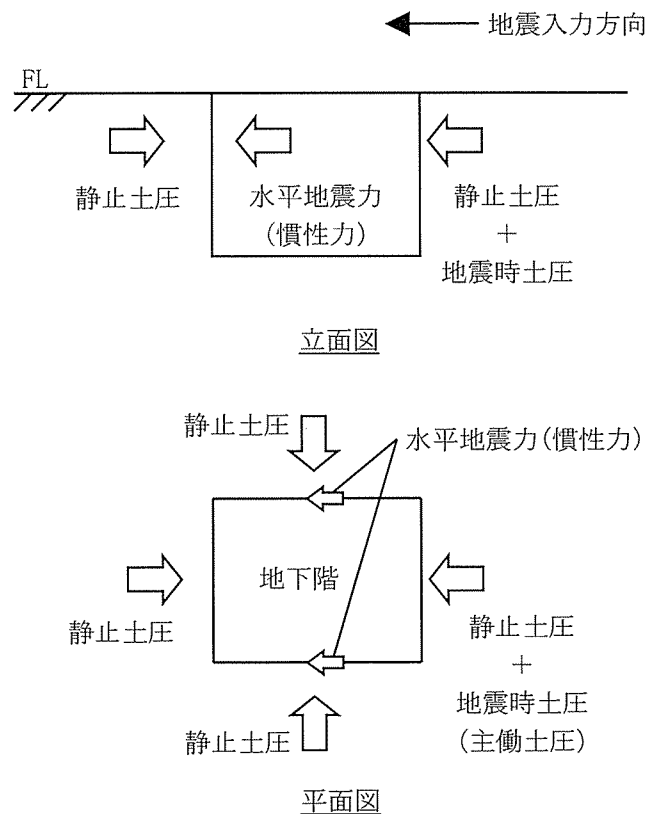 地震入力方向
FL
静止土圧
水平地震力
(慣性力)
静止土圧
＋
地震時土圧
立面図
静止土圧
水平地震力(慣性力)
地下階
静止土圧
静止土圧
＋
地震時土圧
(主働土圧)
静止土圧
平面図